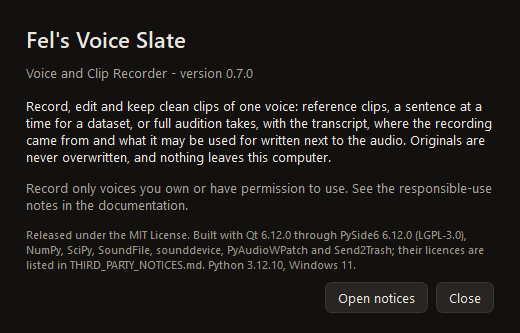 Fel's Voice Slate
Voice and Clip Recorder - version 0.7.0
Record, edit and keep clean clips of one voice: reference clips, a sentence at a
time for a dataset, or full audition takes, with the transcript, where the recording
came from and what it may be used for written next to the audio. Originals are
never overwritten, and nothing leaves this computer.
Record only voices you own or have permission to use. See the responsible-use
notes in the documentation.
Released under the MIT License. Built with Qt 6.12.0 through PySide6 6.12.0 (LGPL-3.0),
NumPy, SciPy, SoundFile, sounddevice, PyAudioWPatch and Send2Trash; their licences are
listed in THIRD_PARTY_NOTICES.md. Python 3.12.10, Windows 11.
Open notices
Close